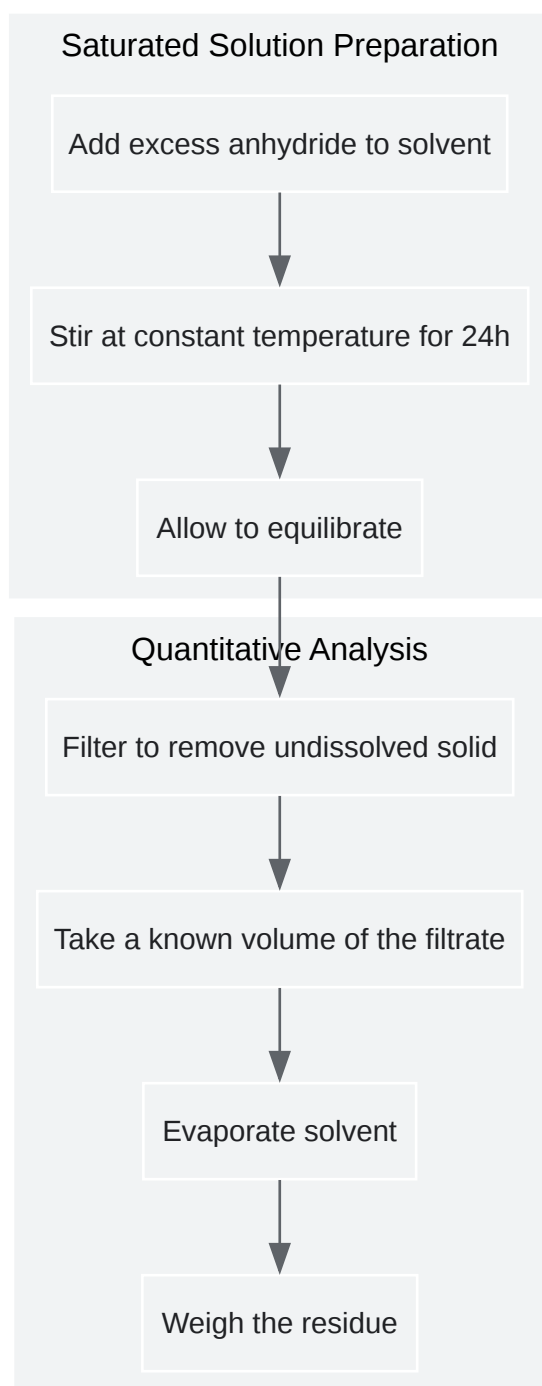 Saturated Solution Preparation
Add excess anhydride to solvent
Stir at constant temperature for 24h
Allow to equilibrate
Quantitative Analysis
Filter to remove undissolved solid
Take a known volume of the filtrate
Evaporate solvent
Weigh the residue